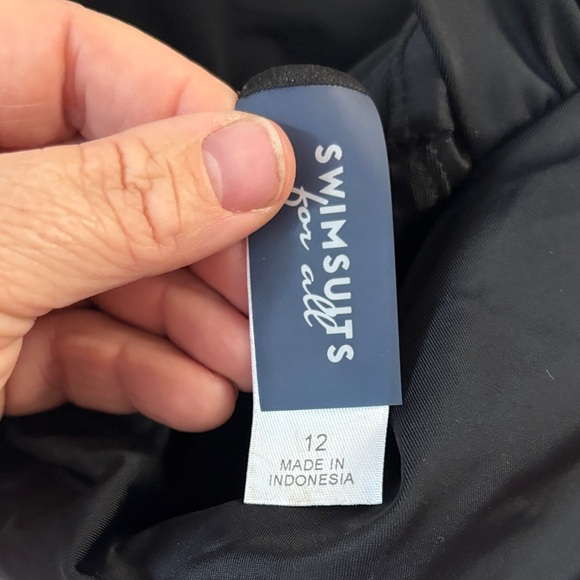 SWIMSUITS
for all
12
MADE IN
INDONESIA